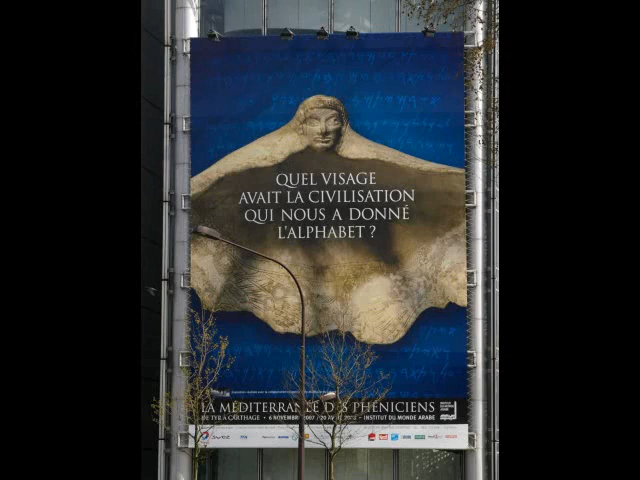 QUEL VISAGE
AVAIT LA CIVILISATION
QUI NOUS A DONNÉ
L'ALPHABET ?
LA MÉDITERRANÉE DES PHÉNICIENS
DE TYR À CARTHAGE • 6 NOVEMBRE 2007 / 20 AVRIL 2008 • INSTITUT DU MONDE ARABE
SUEZ